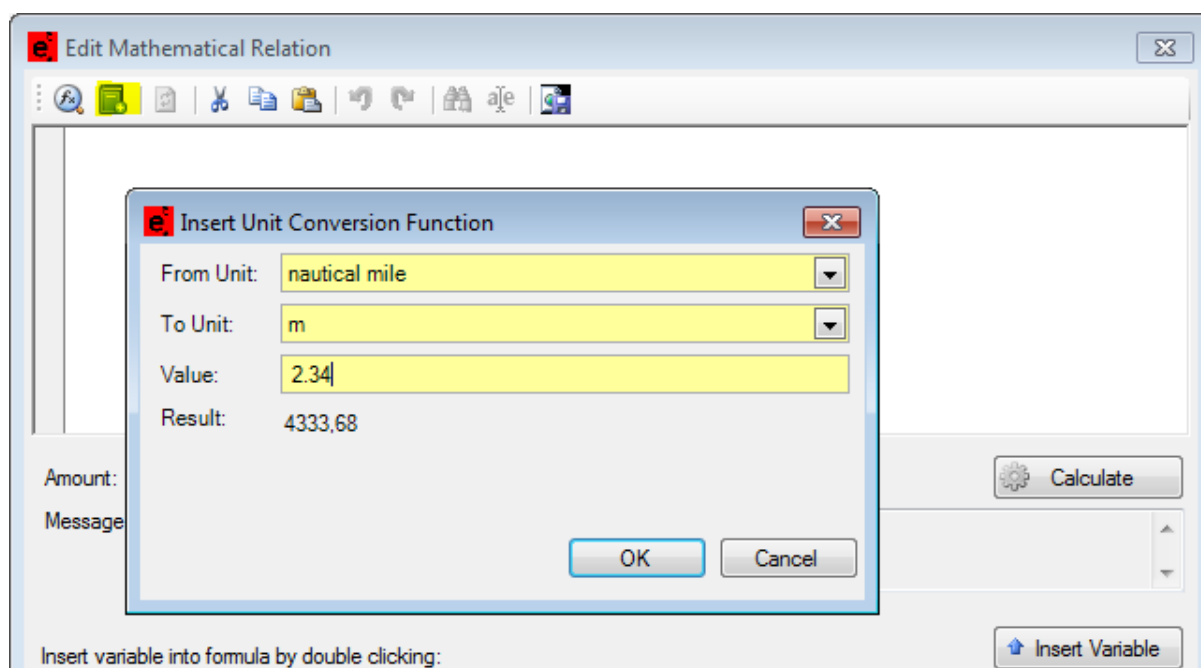 Edit Mathematical Relation
Insert Unit Conversion Function
From Unit: nautical mile
To Unit: m
Value: 2.34
Result: 4333,68
Amount: Calculate
Message
OK Cancel
Insert variable into formula by double clicking: Insert Variable